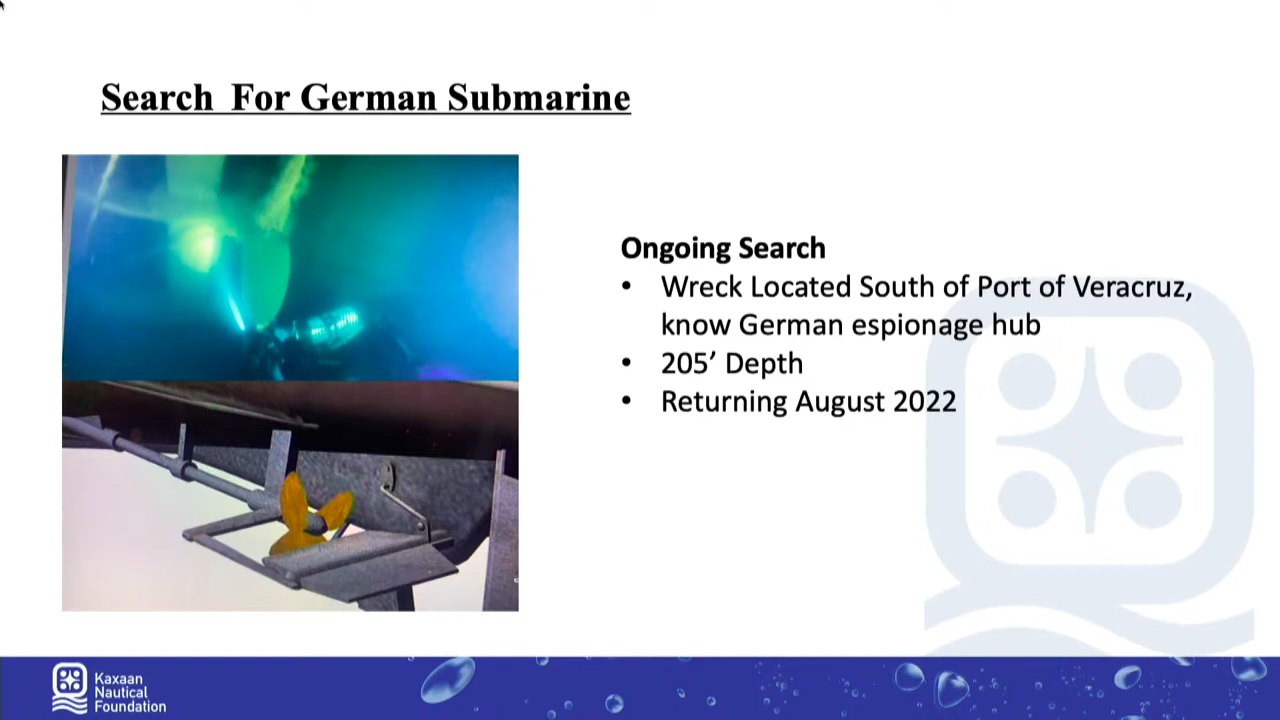 Search For German Submarine
Ongoing Search
• Wreck Located South of Port of Veracruz,
know German espionage hub
• 205’ Depth
• Returning August 2022
Kaxaan
Nautical
Foundation